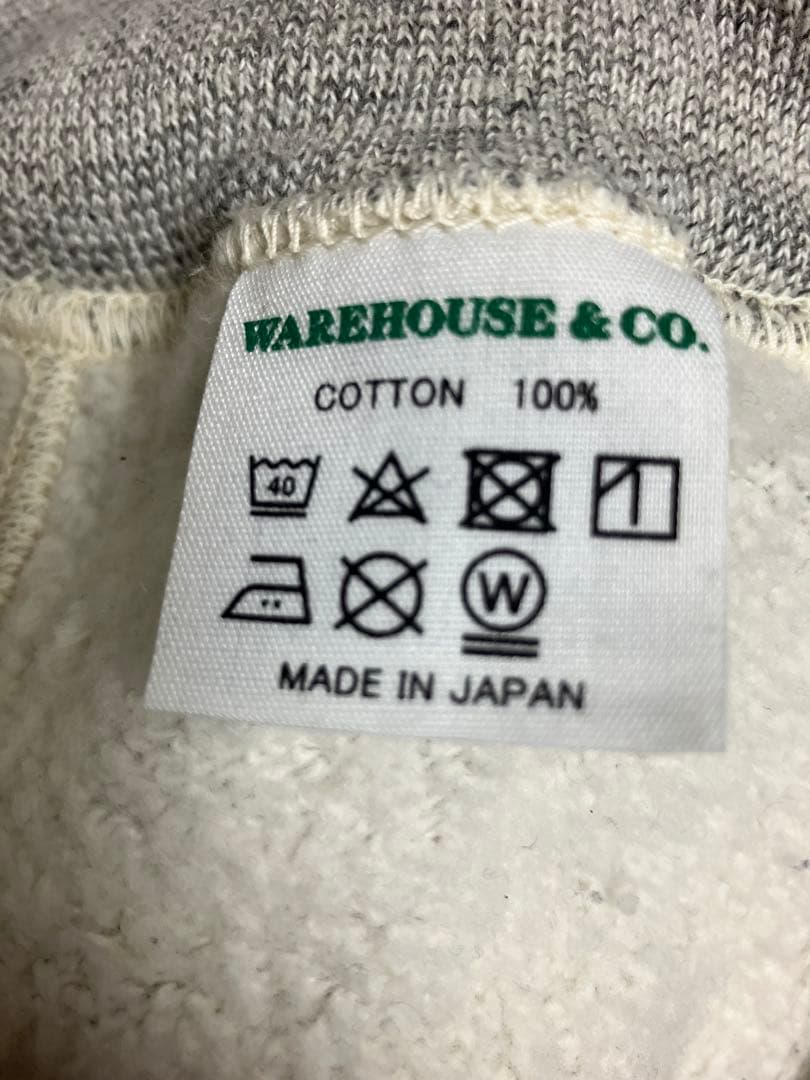 WAREHOUSE & CO.
COTTON 100%
40
W
MADE IN JAPAN